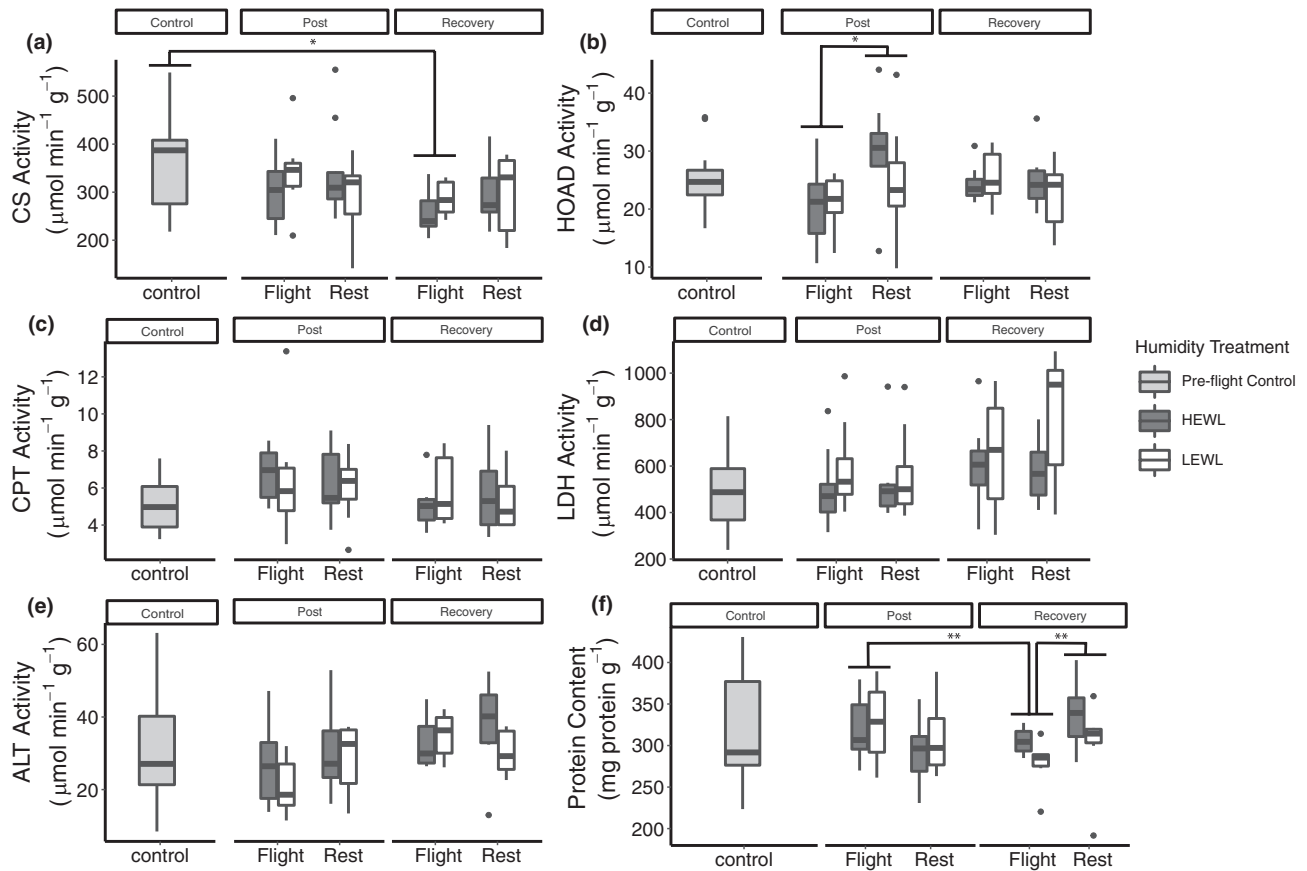 (a)
Control
Post
Recovery
*
CS Activity
(μmol min−1 g−1)
500
400
300
200
control
Flight
Rest
Flight
Rest
(b)
Control
Post
Recovery
*
HOAD Activity
(μmol min−1 g−1)
40
30
20
10
control
Flight
Rest
Flight
Rest
(c)
Control
Post
Recovery
CPT Activity
(μmol min−1 g−1)
12
10
8
6
4
control
Flight
Rest
Flight
Rest
(d)
Control
Post
Recovery
LDH Activity
(μmol min−1 g−1)
1000
800
600
400
200
control
Flight
Rest
Flight
Rest
Humidity Treatment
Pre-flight Control
HEWL
LEWL
(e)
Control
Post
Recovery
ALT Activity
(μmol min−1 g−1)
60
40
20
control
Flight
Rest
Flight
Rest
(f)
Control
Post
Recovery
**
**
Protein Content
(mg protein g−1)
400
350
300
250
200
control
Flight
Rest
Flight
Rest